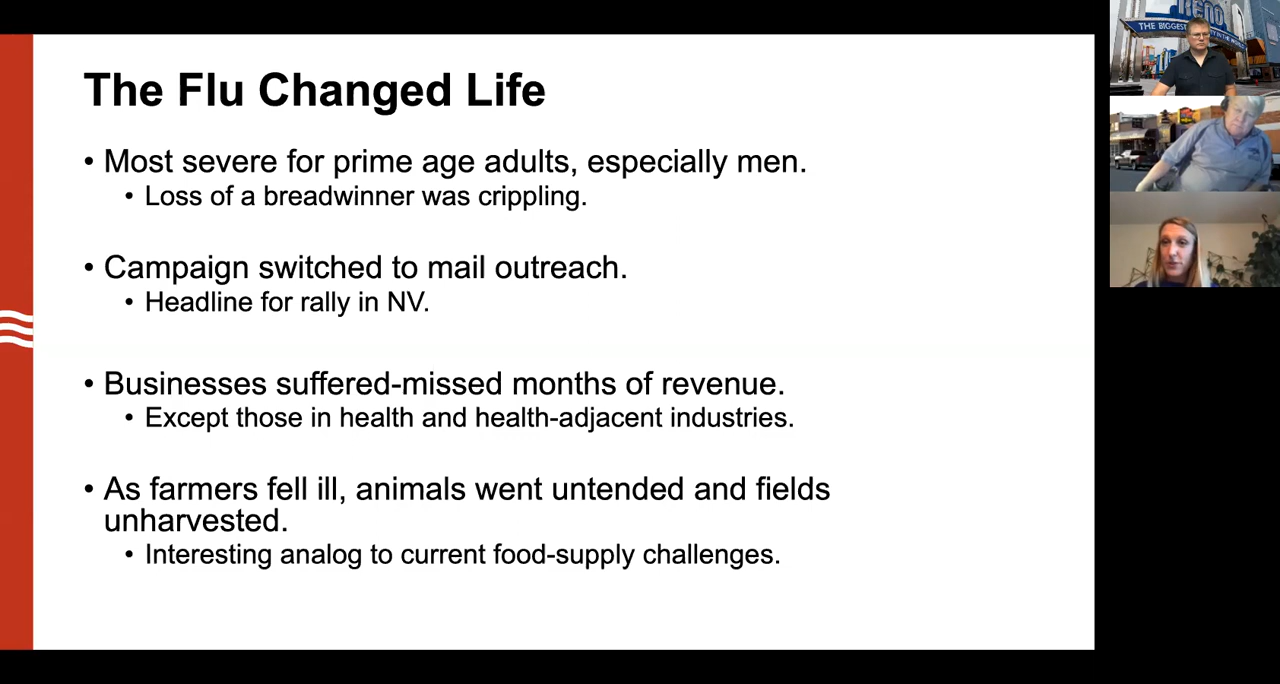 The Flu Changed Life
• Most severe for prime age adults, especially men.
• Loss of a breadwinner was crippling.
• Campaign switched to mail outreach.
• Headline for rally in NV.
• Businesses suffered-missed months of revenue.
• Except those in health and health-adjacent industries.
• As farmers fell ill, animals went untended and fields
unharvested.
• Interesting analog to current food-supply challenges.
RENO
THE BIGGEST